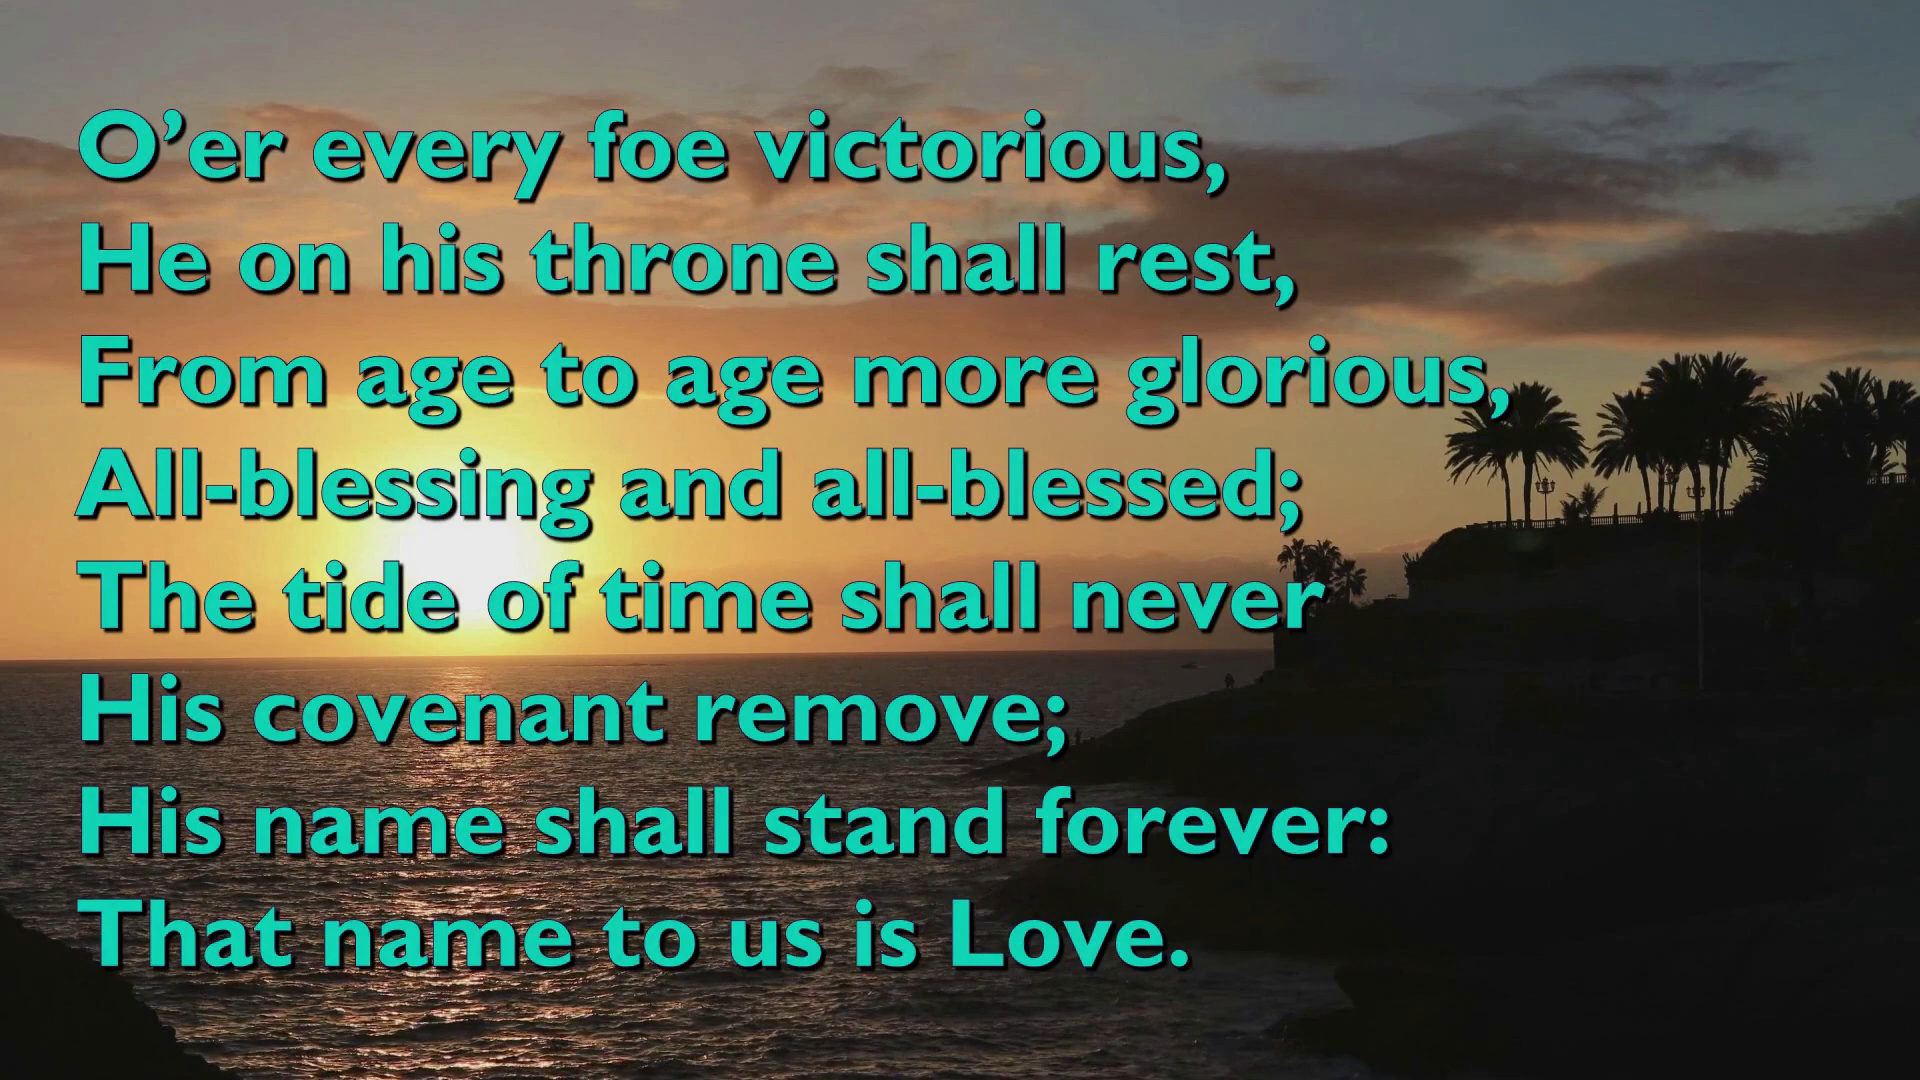 O’er every foe victorious,
He on his throne shall rest,
From age to age more glorious,
All-blessing and all-blessed;
The tide of time shall never
His covenant remove;
His name shall stand forever:
That name to us is Love.